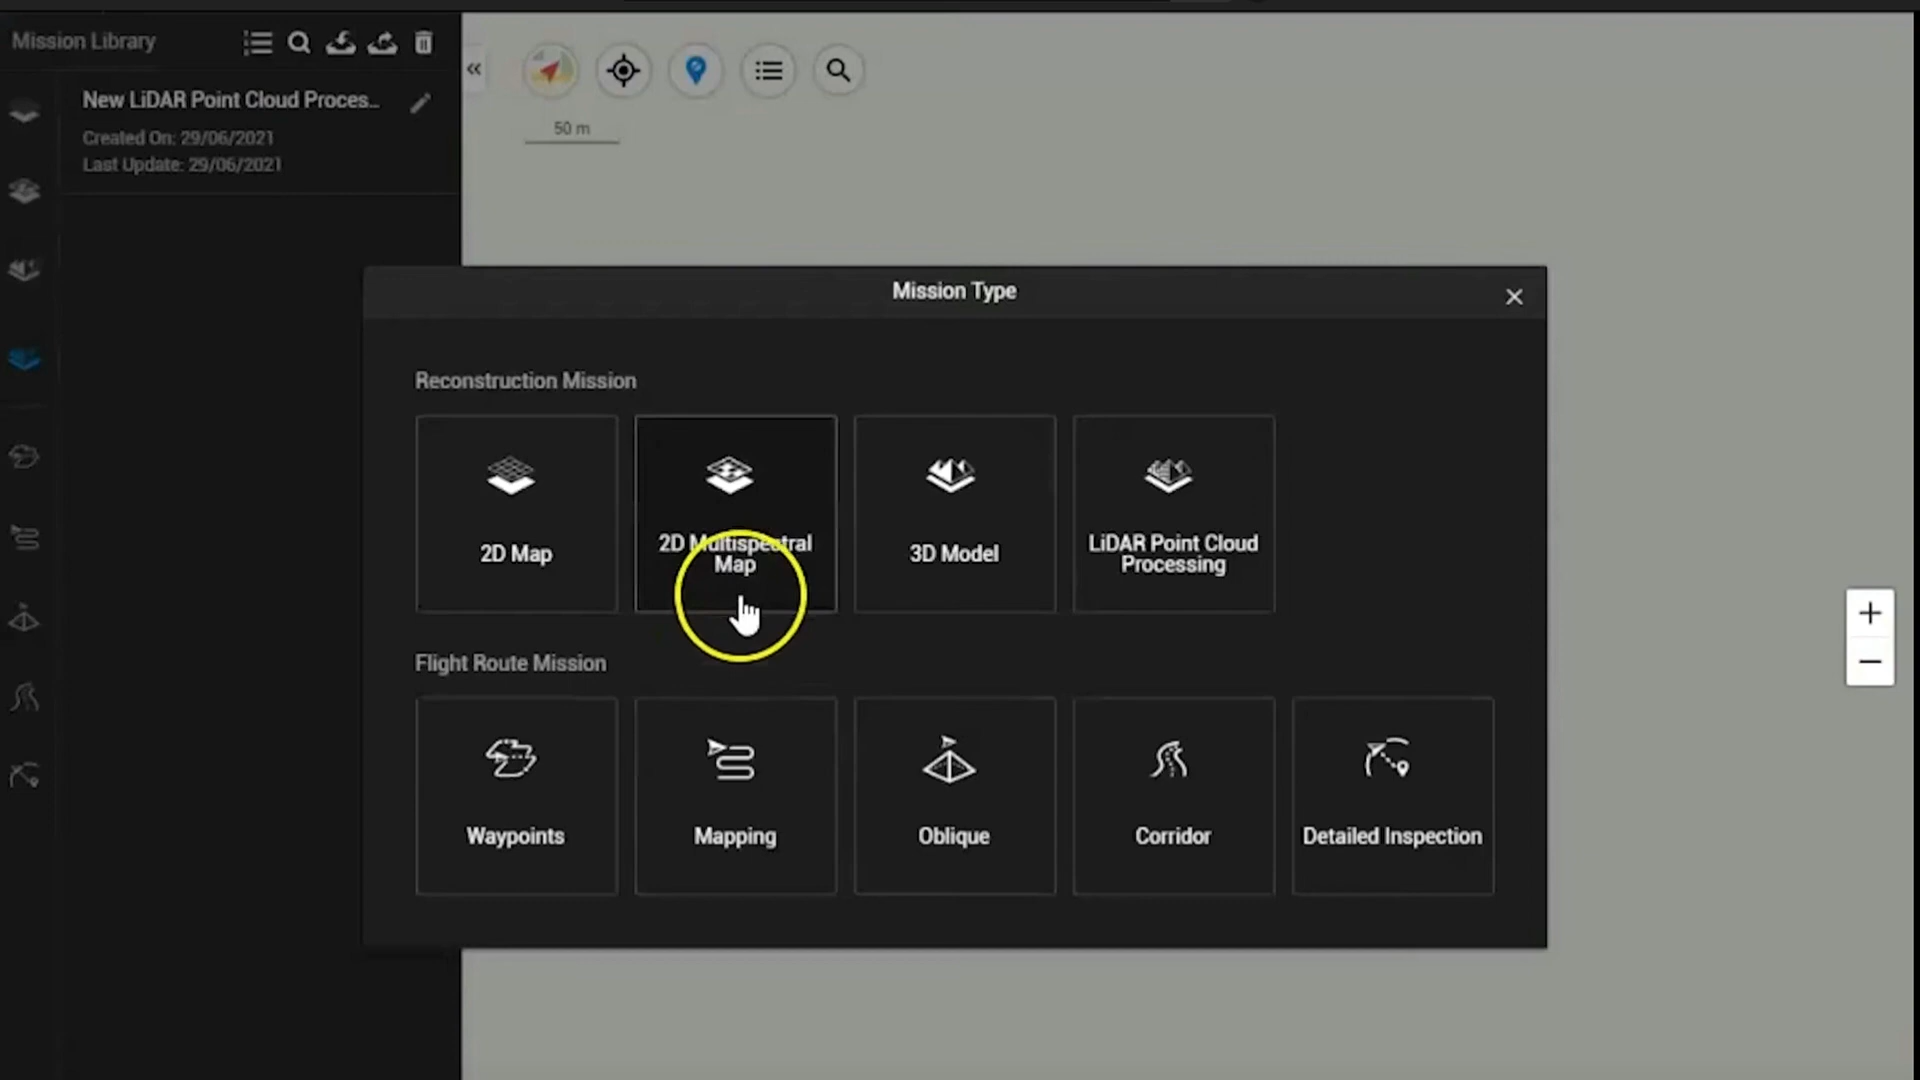 Mission Library
New LiDAR Point Cloud Proces...
Created On: 29/06/2021
Last Update: 29/06/2021
50 m
Mission Type
Reconstruction Mission
2D Map
2D Multispectral
Map
3D Model
LiDAR Point Cloud
Processing
Flight Route Mission
Waypoints
Mapping
Oblique
Corridor
Detailed Inspection